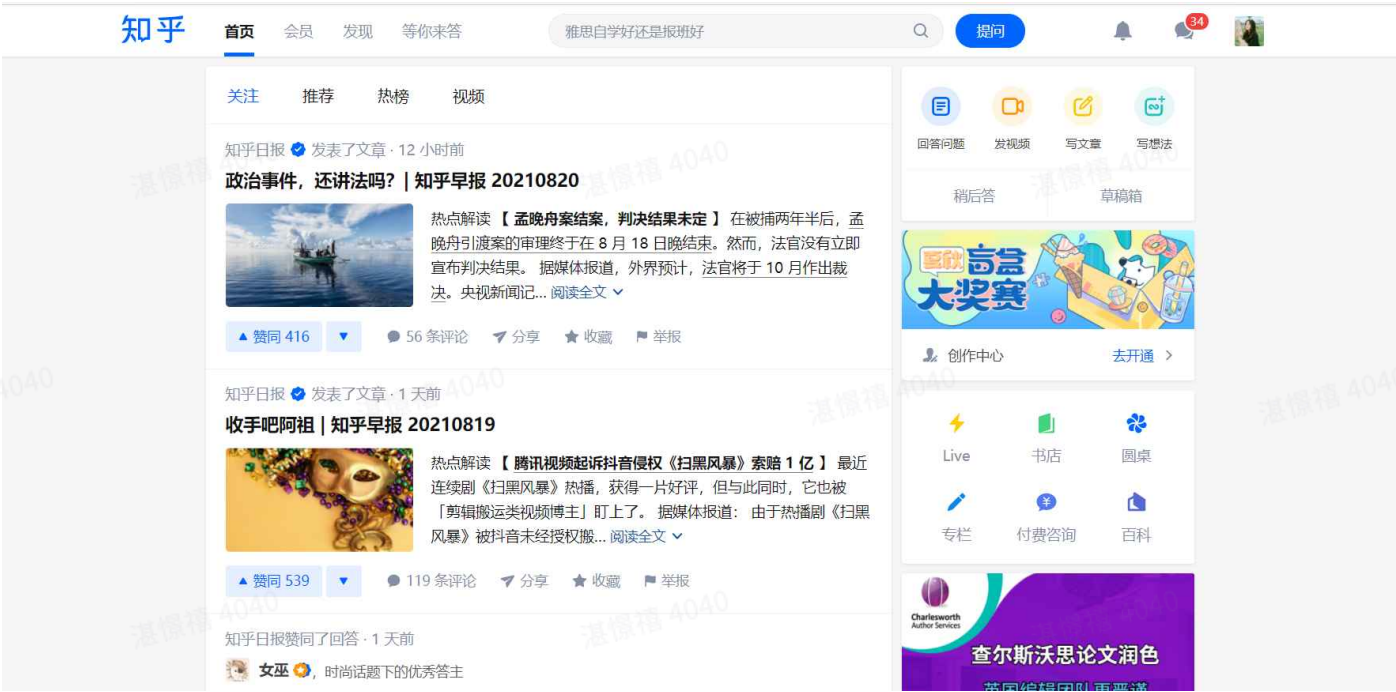 知乎
首页 会员 发现 等你来答 雅思自学好还是报班好 提问 34
关注 推荐 热榜 视频
知乎日报 发表了文章 · 12 小时前
政治事件，还讲法吗？| 知乎早报 20210820
热点解读 【 孟晚舟案结案，判决结果未定 】 在被捕两年半后，孟
晚舟引渡案的审理终于在 8 月 18 日晚结束。然而，法官没有立即
宣布判决结果。 据媒体报道，外界预计，法官将于 10 月作出裁
决。央视新闻记... 阅读全文
赞同 416 56 条评论 分享 收藏 举报
知乎日报 发表了文章 · 1 天前
收手吧阿祖 | 知乎早报 20210819
热点解读 【 腾讯视频起诉抖音侵权《扫黑风暴》索赔 1 亿 】 最近
连续剧《扫黑风暴》热播，获得一片好评，但与此同时，它也被
「剪辑搬运类视频博主」盯上了。 据媒体报道： 由于热播剧《扫黑
风暴》被抖音未经授权搬... 阅读全文
赞同 539 119 条评论 分享 收藏 举报
知乎日报赞同了回答 · 1 天前
女巫 ，时尚话题下的优秀答主
回答问题 发视频 写文章 写想法
稍后答 草稿箱
盲盒
大奖赛
创作中心 去开通
Live 书店 圆桌
专栏 付费咨询 百科
Charlesworth
Author Services
查尔斯沃思论文润色
英国编辑团队更严谨
湛憬禧 4040